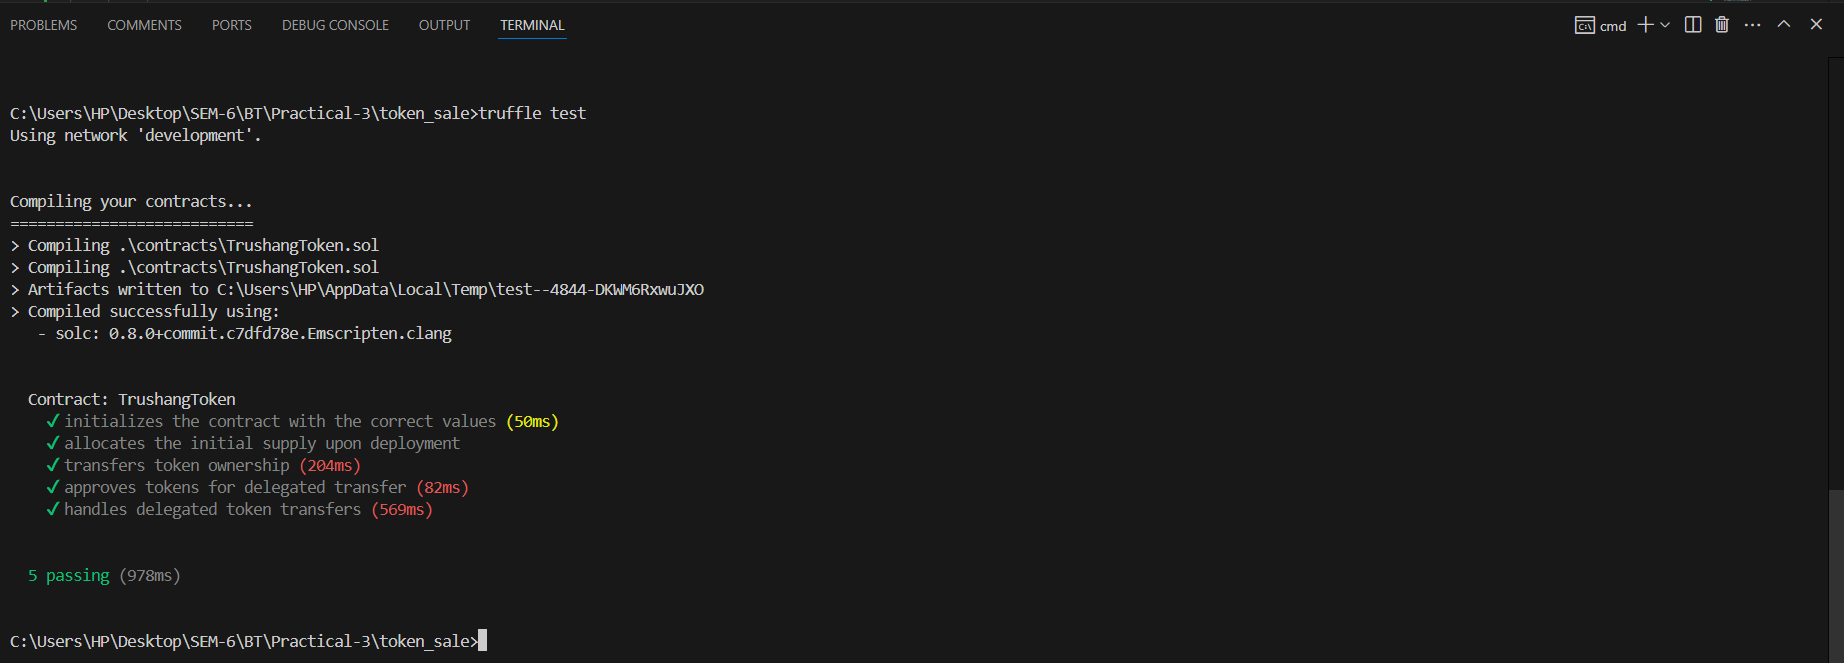 PROBLEMS COMMENTS PORTS DEBUG CONSOLE OUTPUT TERMINAL cmd
C:\Users\HP\Desktop\SEM-6\BT\Practical-3\token_sale>truffle test
Using network 'development'.
Compiling your contracts...
===========================
> Compiling .\contracts\TrushangToken.sol
> Compiling .\contracts\TrushangToken.sol
> Artifacts written to C:\Users\HP\AppData\Local\Temp\test--4844-DKWM6RxwuJXO
> Compiled successfully using:
- solc: 0.8.0+commit.c7dfd78e.Emscripten.clang
Contract: TrushangToken
✓ initializes the contract with the correct values (50ms)
✓ allocates the initial supply upon deployment
✓ transfers token ownership (204ms)
✓ approves tokens for delegated transfer (82ms)
✓ handles delegated token transfers (569ms)
5 passing (978ms)
C:\Users\HP\Desktop\SEM-6\BT\Practical-3\token_sale>